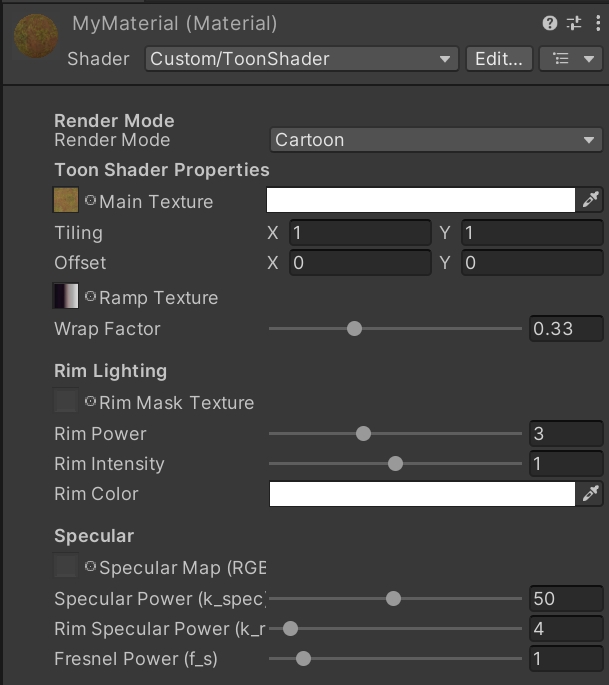 MyMaterial (Material)
Shader Custom/ToonShader Edit...
Render Mode
Render Mode Cartoon
Toon Shader Properties
Main Texture
Tiling X 1 Y 1
Offset X 0 Y 0
Ramp Texture
Wrap Factor 0.33
Rim Lighting
Rim Mask Texture
Rim Power 3
Rim Intensity 1
Rim Color
Specular
Specular Map (RGB
Specular Power (k_spec) 50
Rim Specular Power (k_r 4
Fresnel Power (f_s) 1